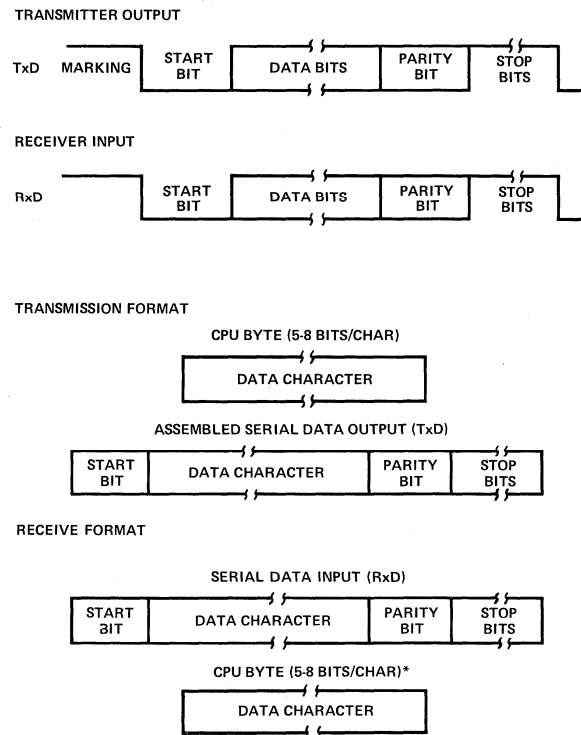 TRANSMITTER OUTPUT
TxD MARKING START BIT DATA BITS PARITY BIT STOP BITS
RECEIVER INPUT
RxD START BIT DATA BITS PARITY BIT STOP BITS
TRANSMISSION FORMAT
CPU BYTE (5-8 BITS/CHAR)
DATA CHARACTER
ASSEMBLED SERIAL DATA OUTPUT (TxD)
START BIT DATA CHARACTER PARITY BIT STOP BITS
RECEIVE FORMAT
SERIAL DATA INPUT (RxD)
START BIT DATA CHARACTER PARITY BIT STOP BITS
CPU BYTE (5-8 BITS/CHAR)*
DATA CHARACTER